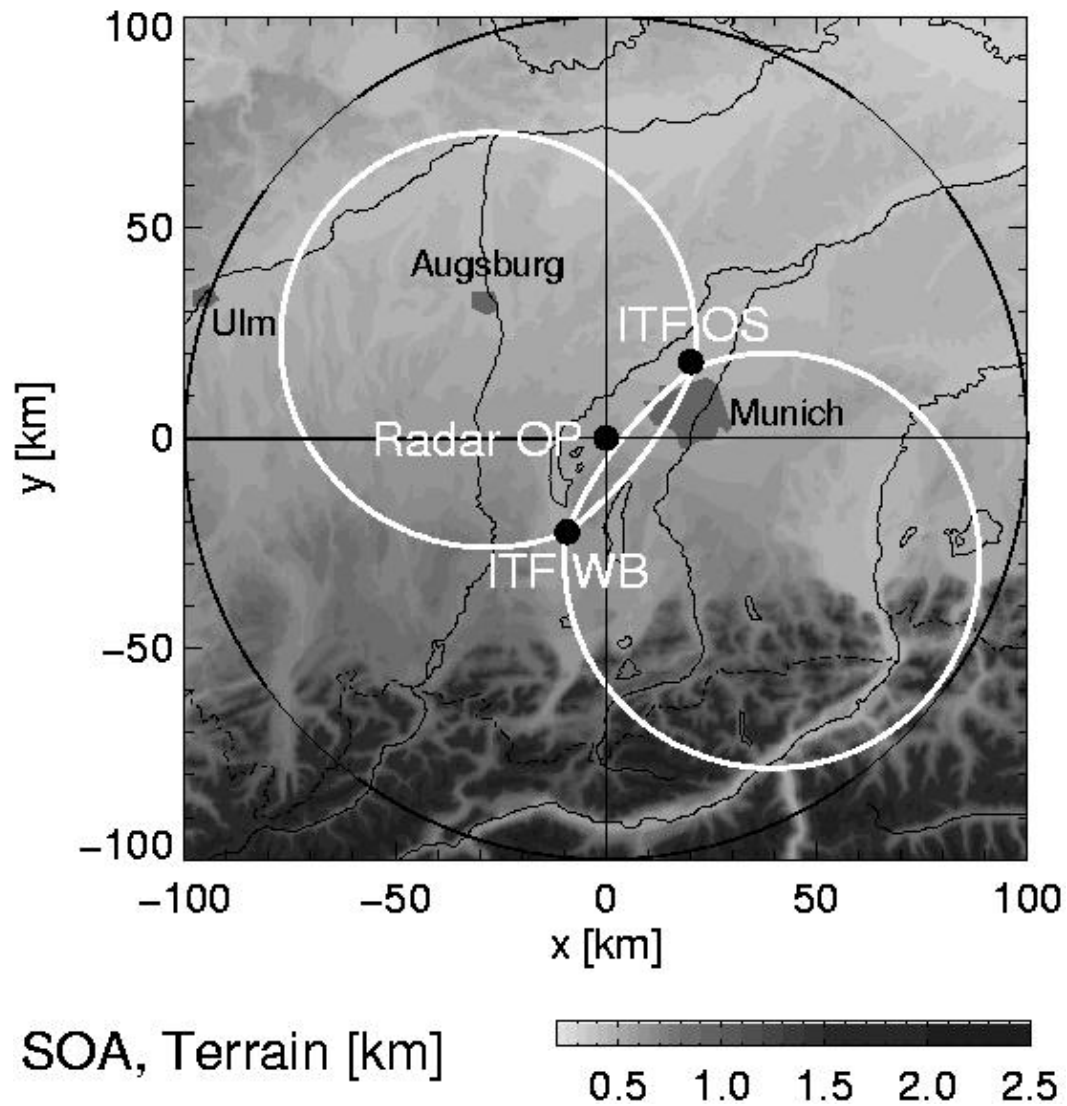 100
50
0
−50
−100
y [km]
Augsburg
Ulm
ITF OS
Munich
Radar OP
ITF WB
−100 −50 0 50 100
x [km]
SOA, Terrain [km]
0.5 1.0 1.5 2.0 2.5